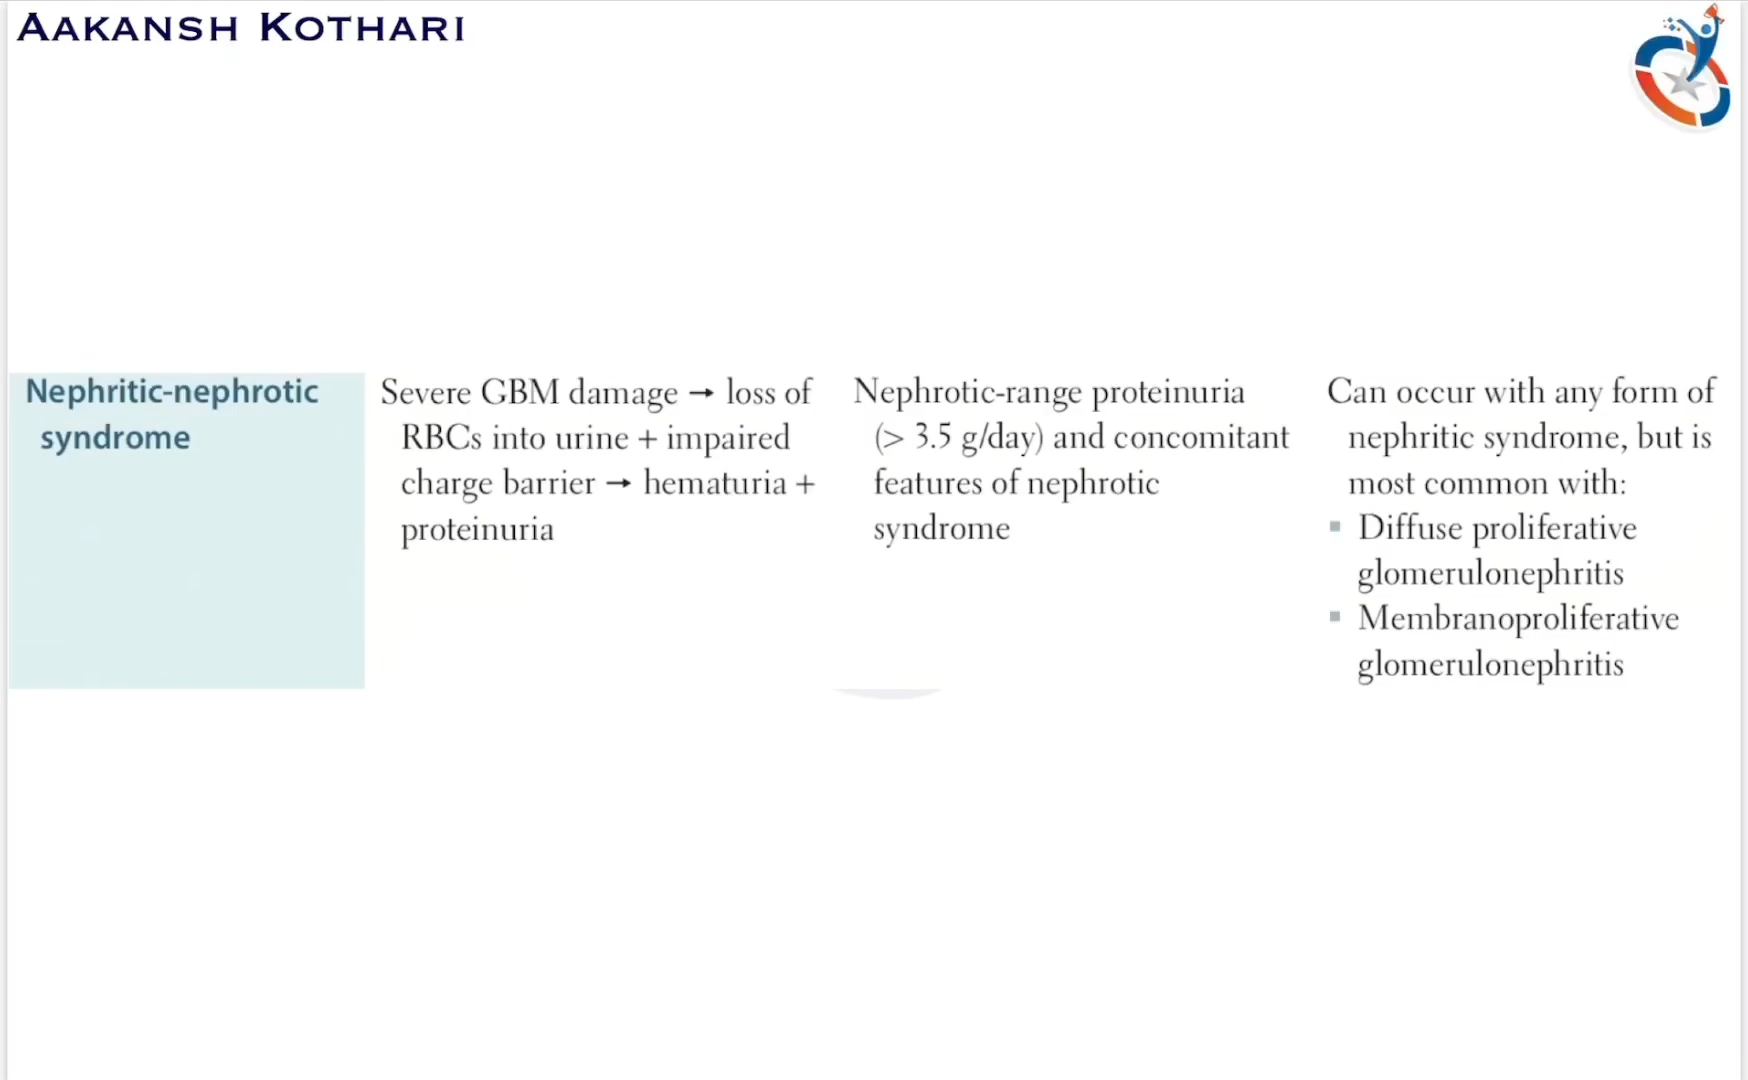 AAKANSH KOTHARI
Nephritic-nephrotic
syndrome
Severe GBM damage → loss of
RBCs into urine + impaired
charge barrier → hematuria +
proteinuria
Nephrotic-range proteinuria
(> 3.5 g/day) and concomitant
features of nephrotic
syndrome
Can occur with any form of
nephritic syndrome, but is
most common with:
▪ Diffuse proliferative
glomerulonephritis
▪ Membranoproliferative
glomerulonephritis